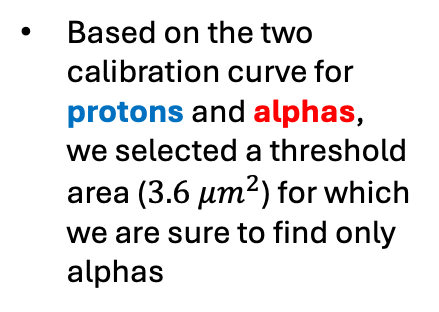 • Based on the two
calibration curve for
protons and alphas,
we selected a threshold
area (3.6 μm²) for which
we are sure to find only
alphas